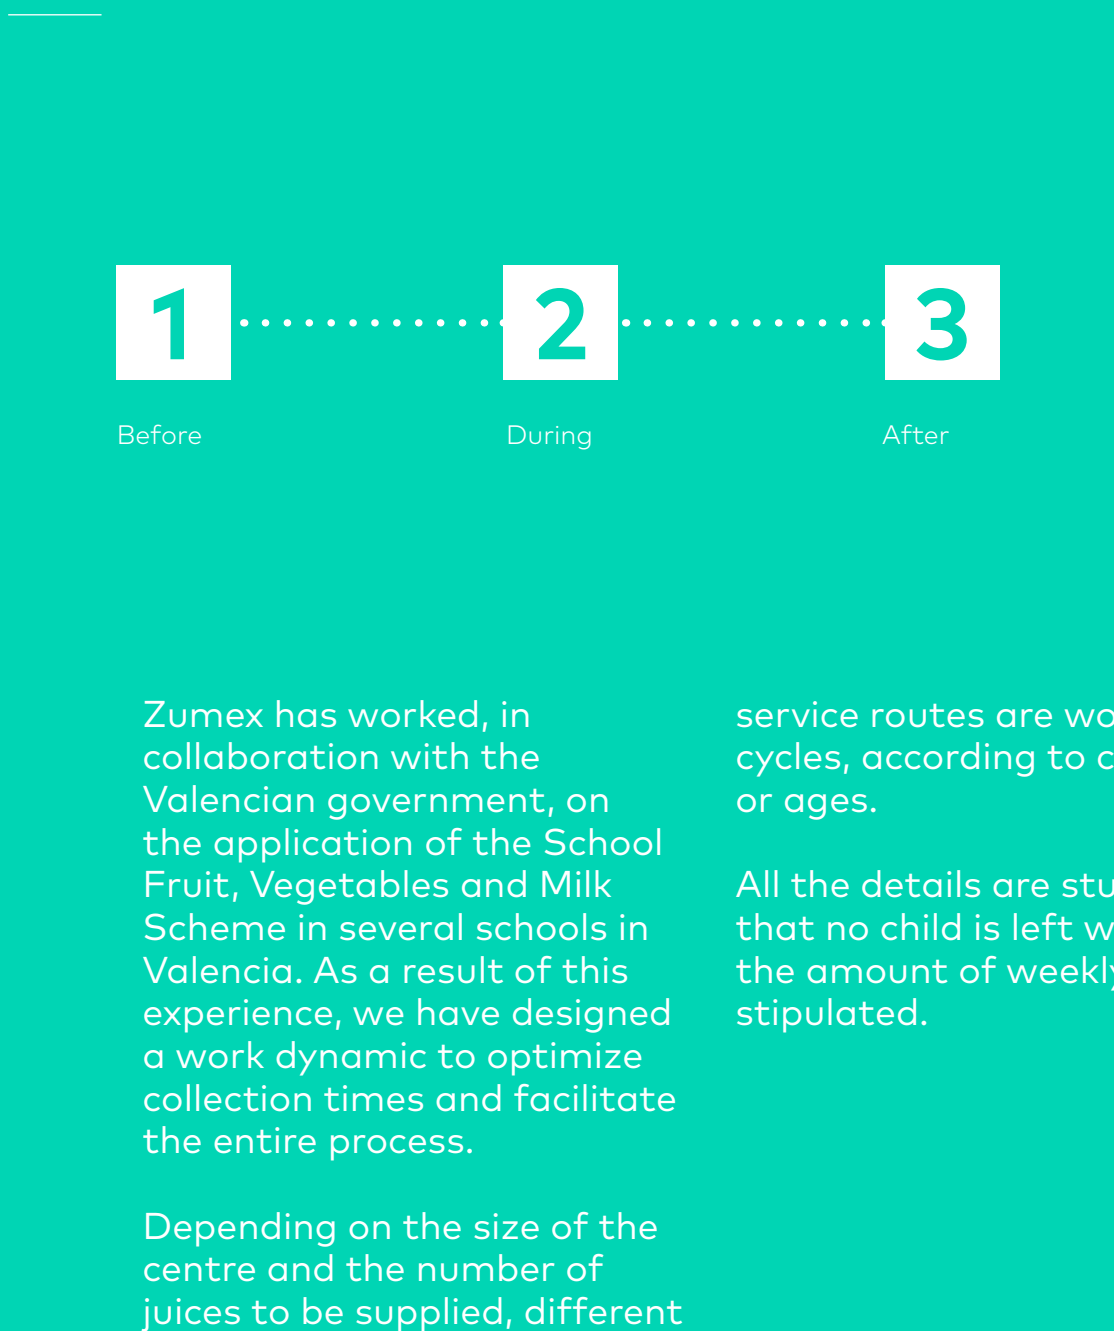 1
2
3
Before
During
After
Zumex has worked, in
collaboration with the
Valencian government, on
the application of the School
Fruit, Vegetables and Milk
Scheme in several schools in
Valencia. As a result of this
experience, we have designed
a work dynamic to optimize
collection times and facilitate
the entire process.
Depending on the size of the
centre and the number of
juices to be supplied, different
service routes are
cycles, according to
or ages.
All the details are
that no child is left
the amount of weekly
stipulated.